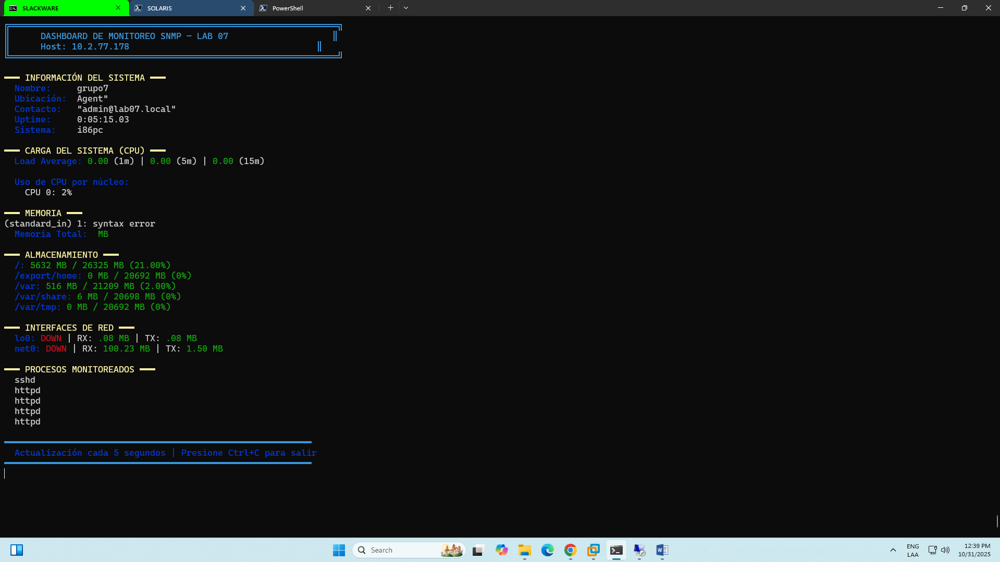 SLACKWARE
SOLARIS
PowerShell
DASHBOARD DE MONITOREO SNMP - LAB 07
Host: 10.2.77.178
INFORMACIÓN DEL SISTEMA
Nombre: grupo7
Ubicación: Agent"
Contacto: "admin@lab07.local"
Uptime: 0:05:15.03
Sistema: i86pc
CARGA DEL SISTEMA (CPU)
Load Average: 0.00 (1m) | 0.00 (5m) | 0.00 (15m)
Uso de CPU por núcleo:
CPU 0: 2%
MEMORIA
(standard_in) 1: syntax error
Memoria Total: MB
ALMACENAMIENTO
/: 5632 MB / 26325 MB (21.00%)
/export/home: 0 MB / 20692 MB (0%)
/var: 516 MB / 21209 MB (2.00%)
/var/share: 6 MB / 20698 MB (0%)
/var/tmp: 0 MB / 20692 MB (0%)
INTERFACES DE RED
lo0: DOWN | RX: .08 MB | TX: .08 MB
net0: DOWN | RX: 100.23 MB | TX: 1.50 MB
PROCESOS MONITOREADOS
sshd
httpd
httpd
httpd
httpd
Actualización cada 5 segundos | Presione Ctrl+C para salir
Search
ENG
LAA
12:39 PM
10/31/2025